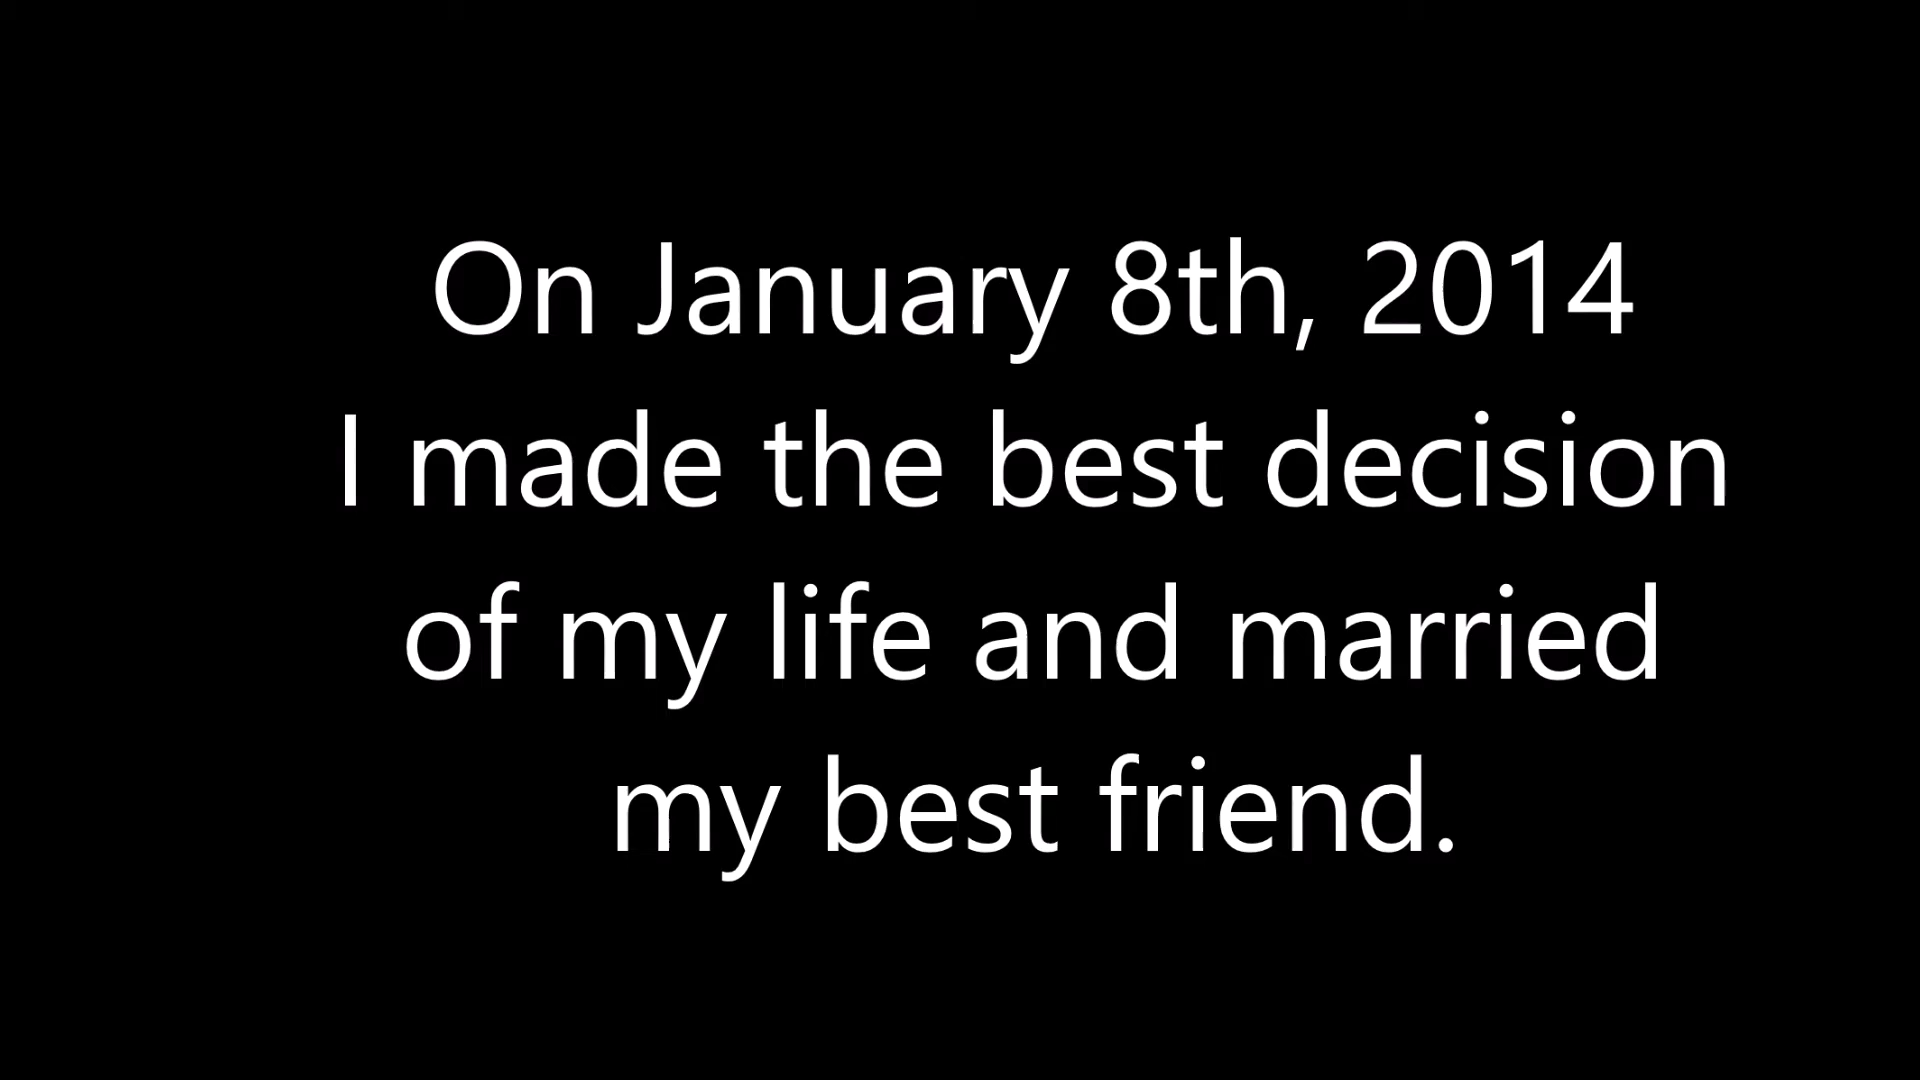 On January 8th, 2014
I made the best decision
of my life and married
my best friend.